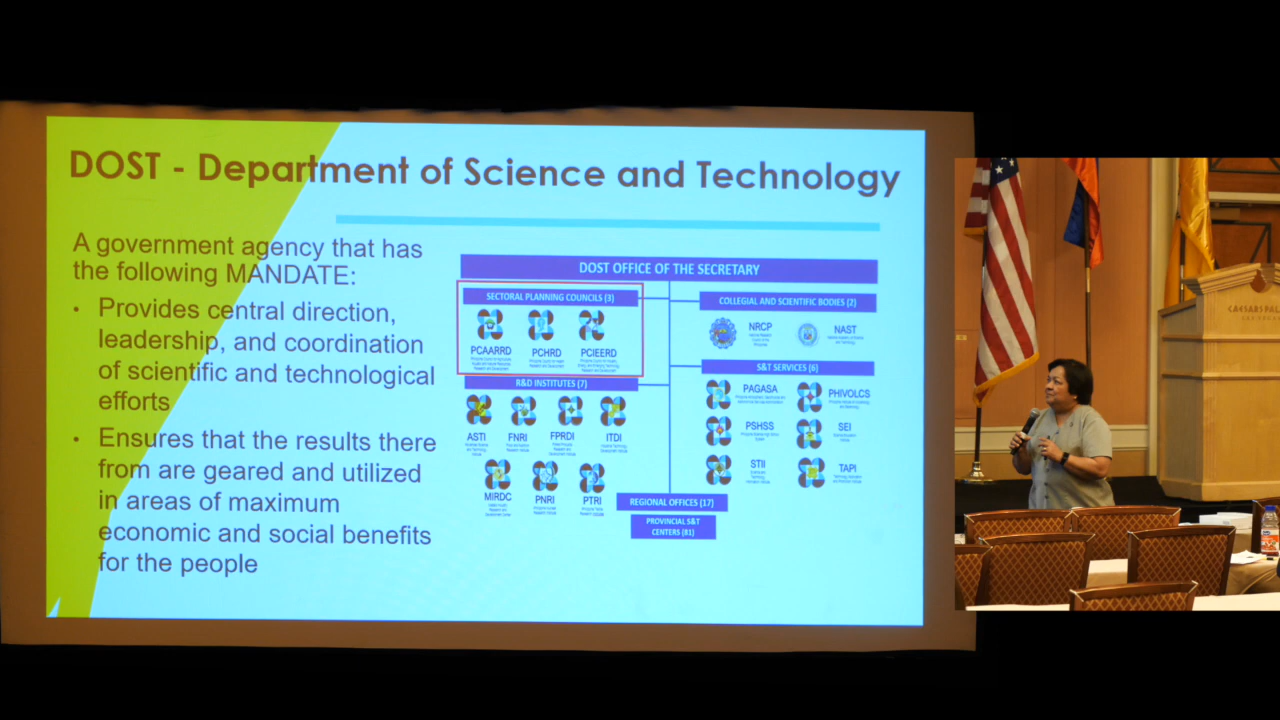 DOST - Department of Science and Technology
A government agency that has
the following MANDATE:
• Provides central direction,
leadership, and coordination
of scientific and technological
efforts
• Ensures that the results there
from are geared and utilized
in areas of maximum
economic and social benefits
for the people
DOST OFFICE OF THE SECRETARY
SECTORAL PLANNING COUNCILS (3)
PCAARRD PCHRD PCIEERD
R&D INSTITUTES (7)
ASTI FNRI FPRDI ITDI
MIRDC PNRI PTRI
COLLEGIAL AND SCIENTIFIC BODIES (2)
NRCP NAST
S&T SERVICES (6)
PAGASA PHIVOLCS
PSHSS SEI
STII TAPI
REGIONAL OFFICES (17)
PROVINCIAL S&T
CENTERS (81)
CAESARS